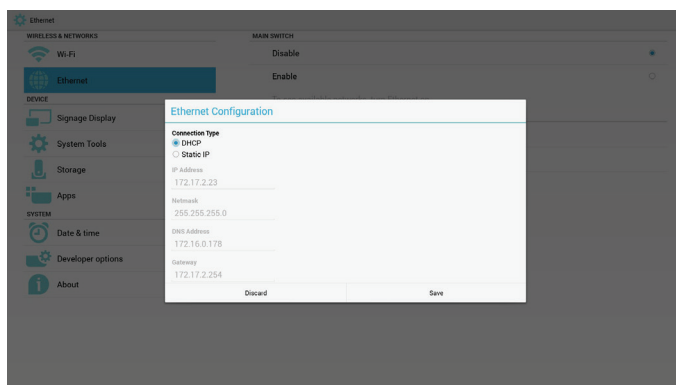 Ethernet
WIRELESS & NETWORKS
Wi-Fi
Ethernet
DEVICE
Signage Display
System Tools
Storage
Apps
SYSTEM
Date & time
Developer options
About
MAIN SWITCH
Disable
Enable
Ethernet Configuration
Connection Type
DHCP
Static IP
IP Address
172.17.2.23
Netmask
255.255.255.0
DNS Address
172.16.0.178
Gateway
172.17.2.254
Discard
Save